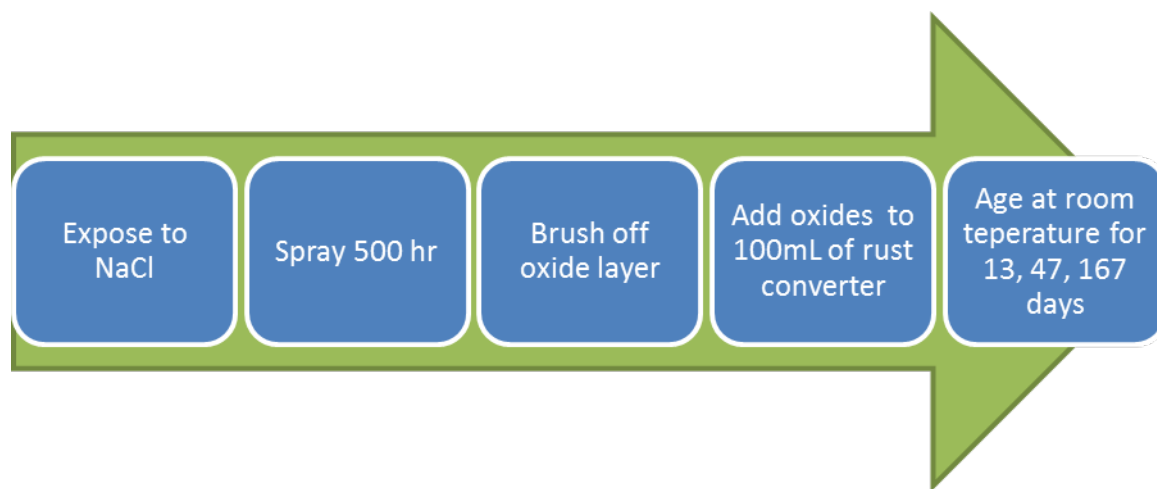 Expose to
NaCl
Spray 500 hr
Brush off
oxide layer
Add oxides to
100mL of rust
converter
Age at room
teperature for
13, 47, 167
days